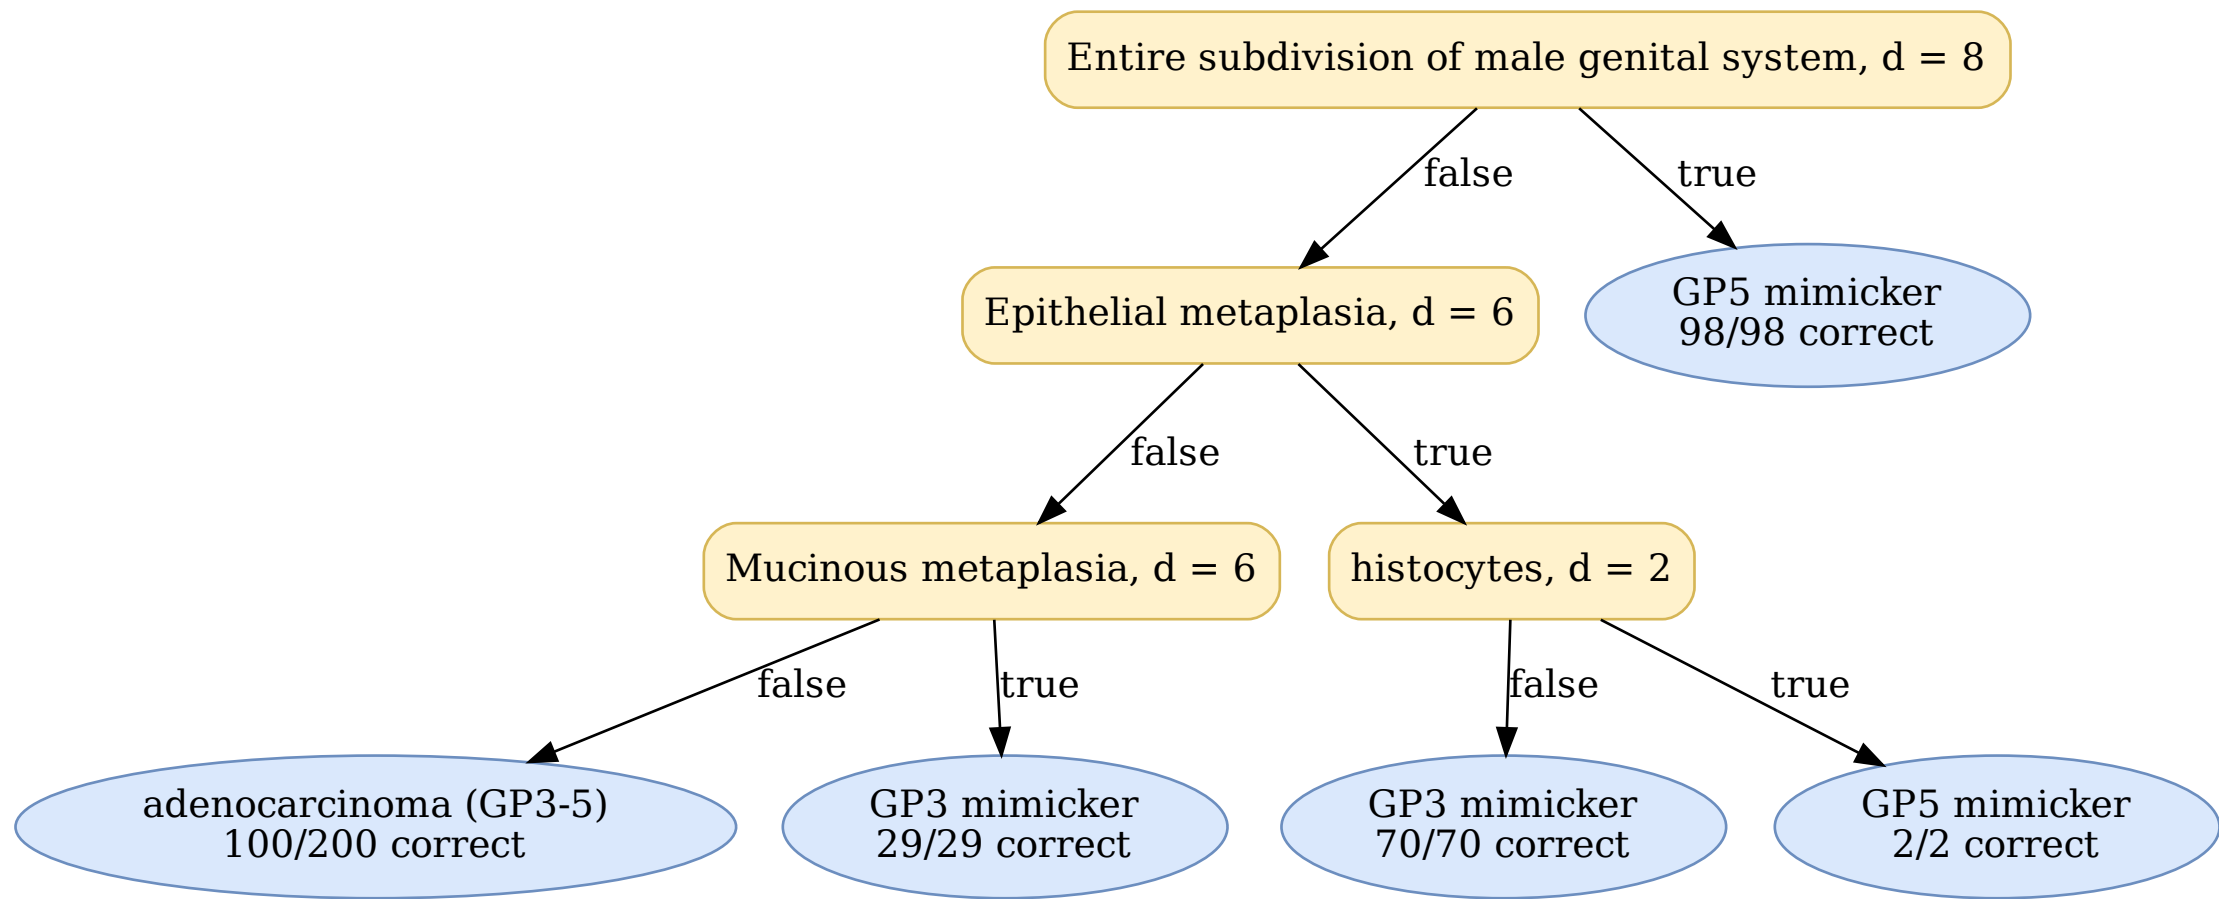 Entire subdivision of male genital system, d = 8
false
true
Epithelial metaplasia, d = 6
GP5 mimicker
98/98 correct
false
true
Mucinous metaplasia, d = 6
histocytes, d = 2
false
true
false
true
adenocarcinoma (GP3-5)
100/200 correct
GP3 mimicker
29/29 correct
GP3 mimicker
70/70 correct
GP5 mimicker
2/2 correct